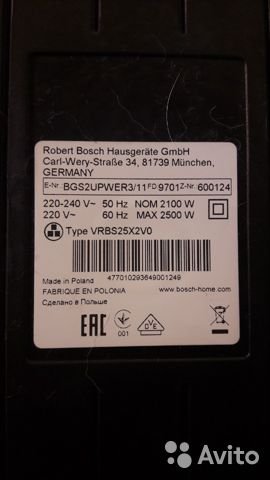 Robert Bosch Hausgeräte GmbH
Carl-Wery-Straße 34, 81739 München,
GERMANY
E-Nr. BGS2UPWER3/11 FD 9701 Z-Nr. 600124
220-240 V~ 50 Hz NOM 2100 W
220 V~ 60 Hz MAX 2500 W
Type VRBS25X2V0
477010293649001249
Made in Poland
FABRIQUE EN POLONIA
Сделано в Польше
www.bosch-home.com
EAC
001
VDE
Avito